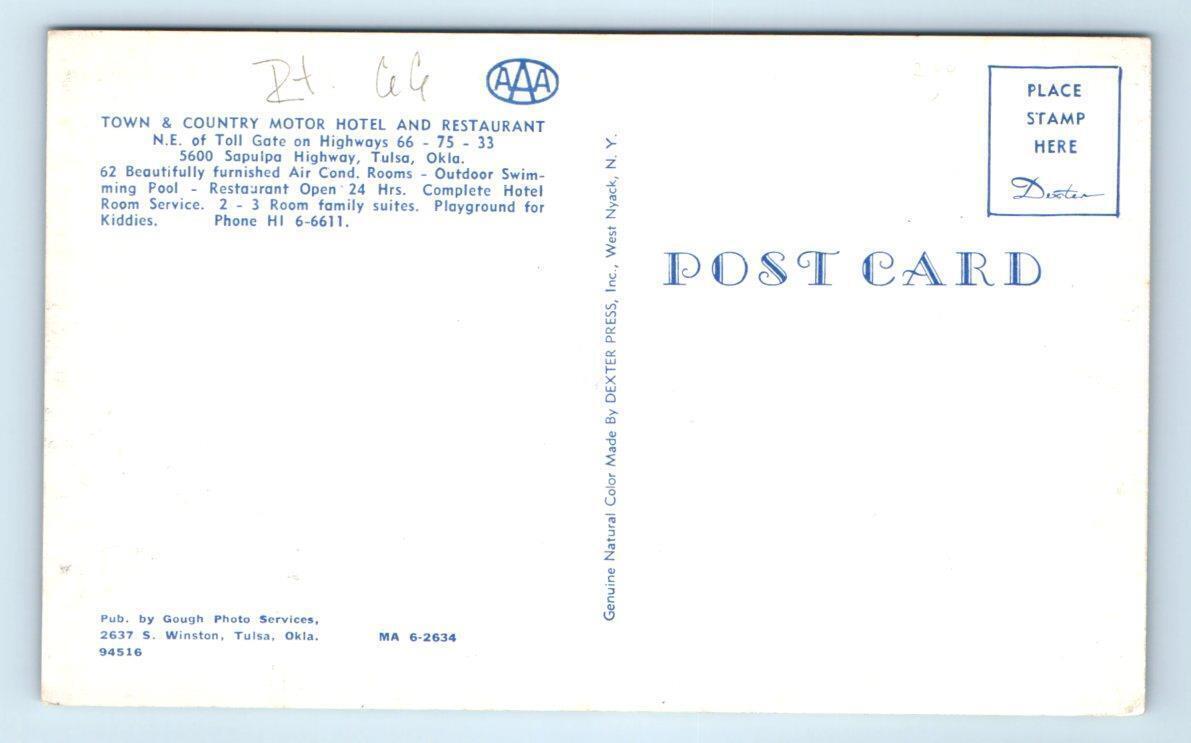 Rt. 66
AAA
TOWN & COUNTRY MOTOR HOTEL AND RESTAURANT
N.E. of Toll Gate on Highways 66 - 75 - 33
5600 Sapulpa Highway, Tulsa, Okla.
62 Beautifully furnished Air Cond. Rooms - Outdoor Swim-
ming Pool - Restaurant Open 24 Hrs. Complete Hotel
Room Service. 2 - 3 Room family suites. Playground for
Kiddies. Phone HI 6-6611.
Pub. by Gough Photo Services,
2637 S. Winston, Tulsa, Okla. MA 6-2634
94516
Genuine Natural Color Made By DEXTER PRESS, Inc., West Nyack, N. Y.
PLACE
STAMP
HERE
Dexter
POST CARD